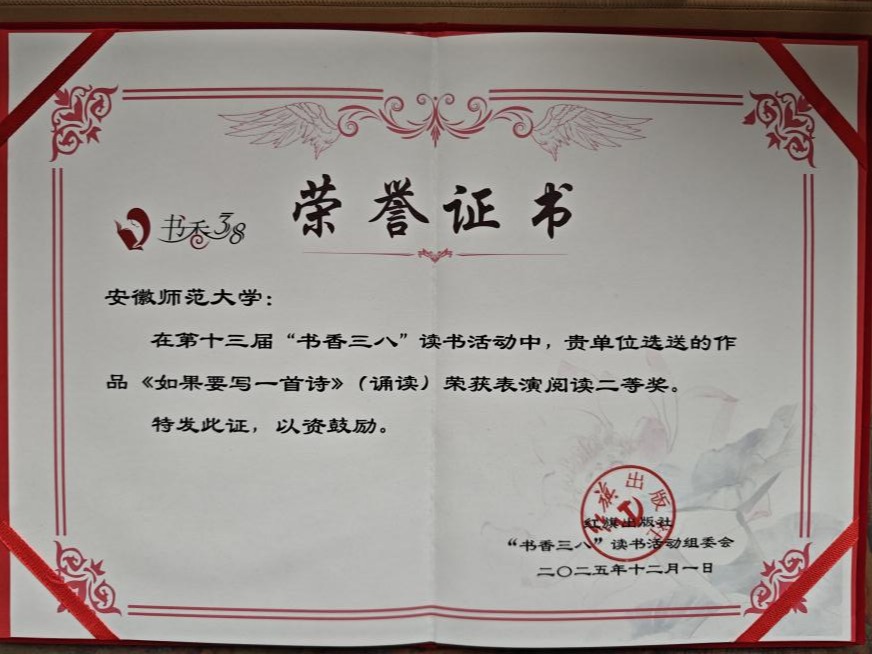 荣誉证书
书香38
安徽师范大学：
在第十三届“书香三八”读书活动中，贵单位选送的作
品《如果要写一首诗》（诵读）荣获表演阅读二等奖。
特发此证，以资鼓励。
红旗出版社
红旗出版社
“书香三八”读书活动组委会
二〇二五年十二月一日